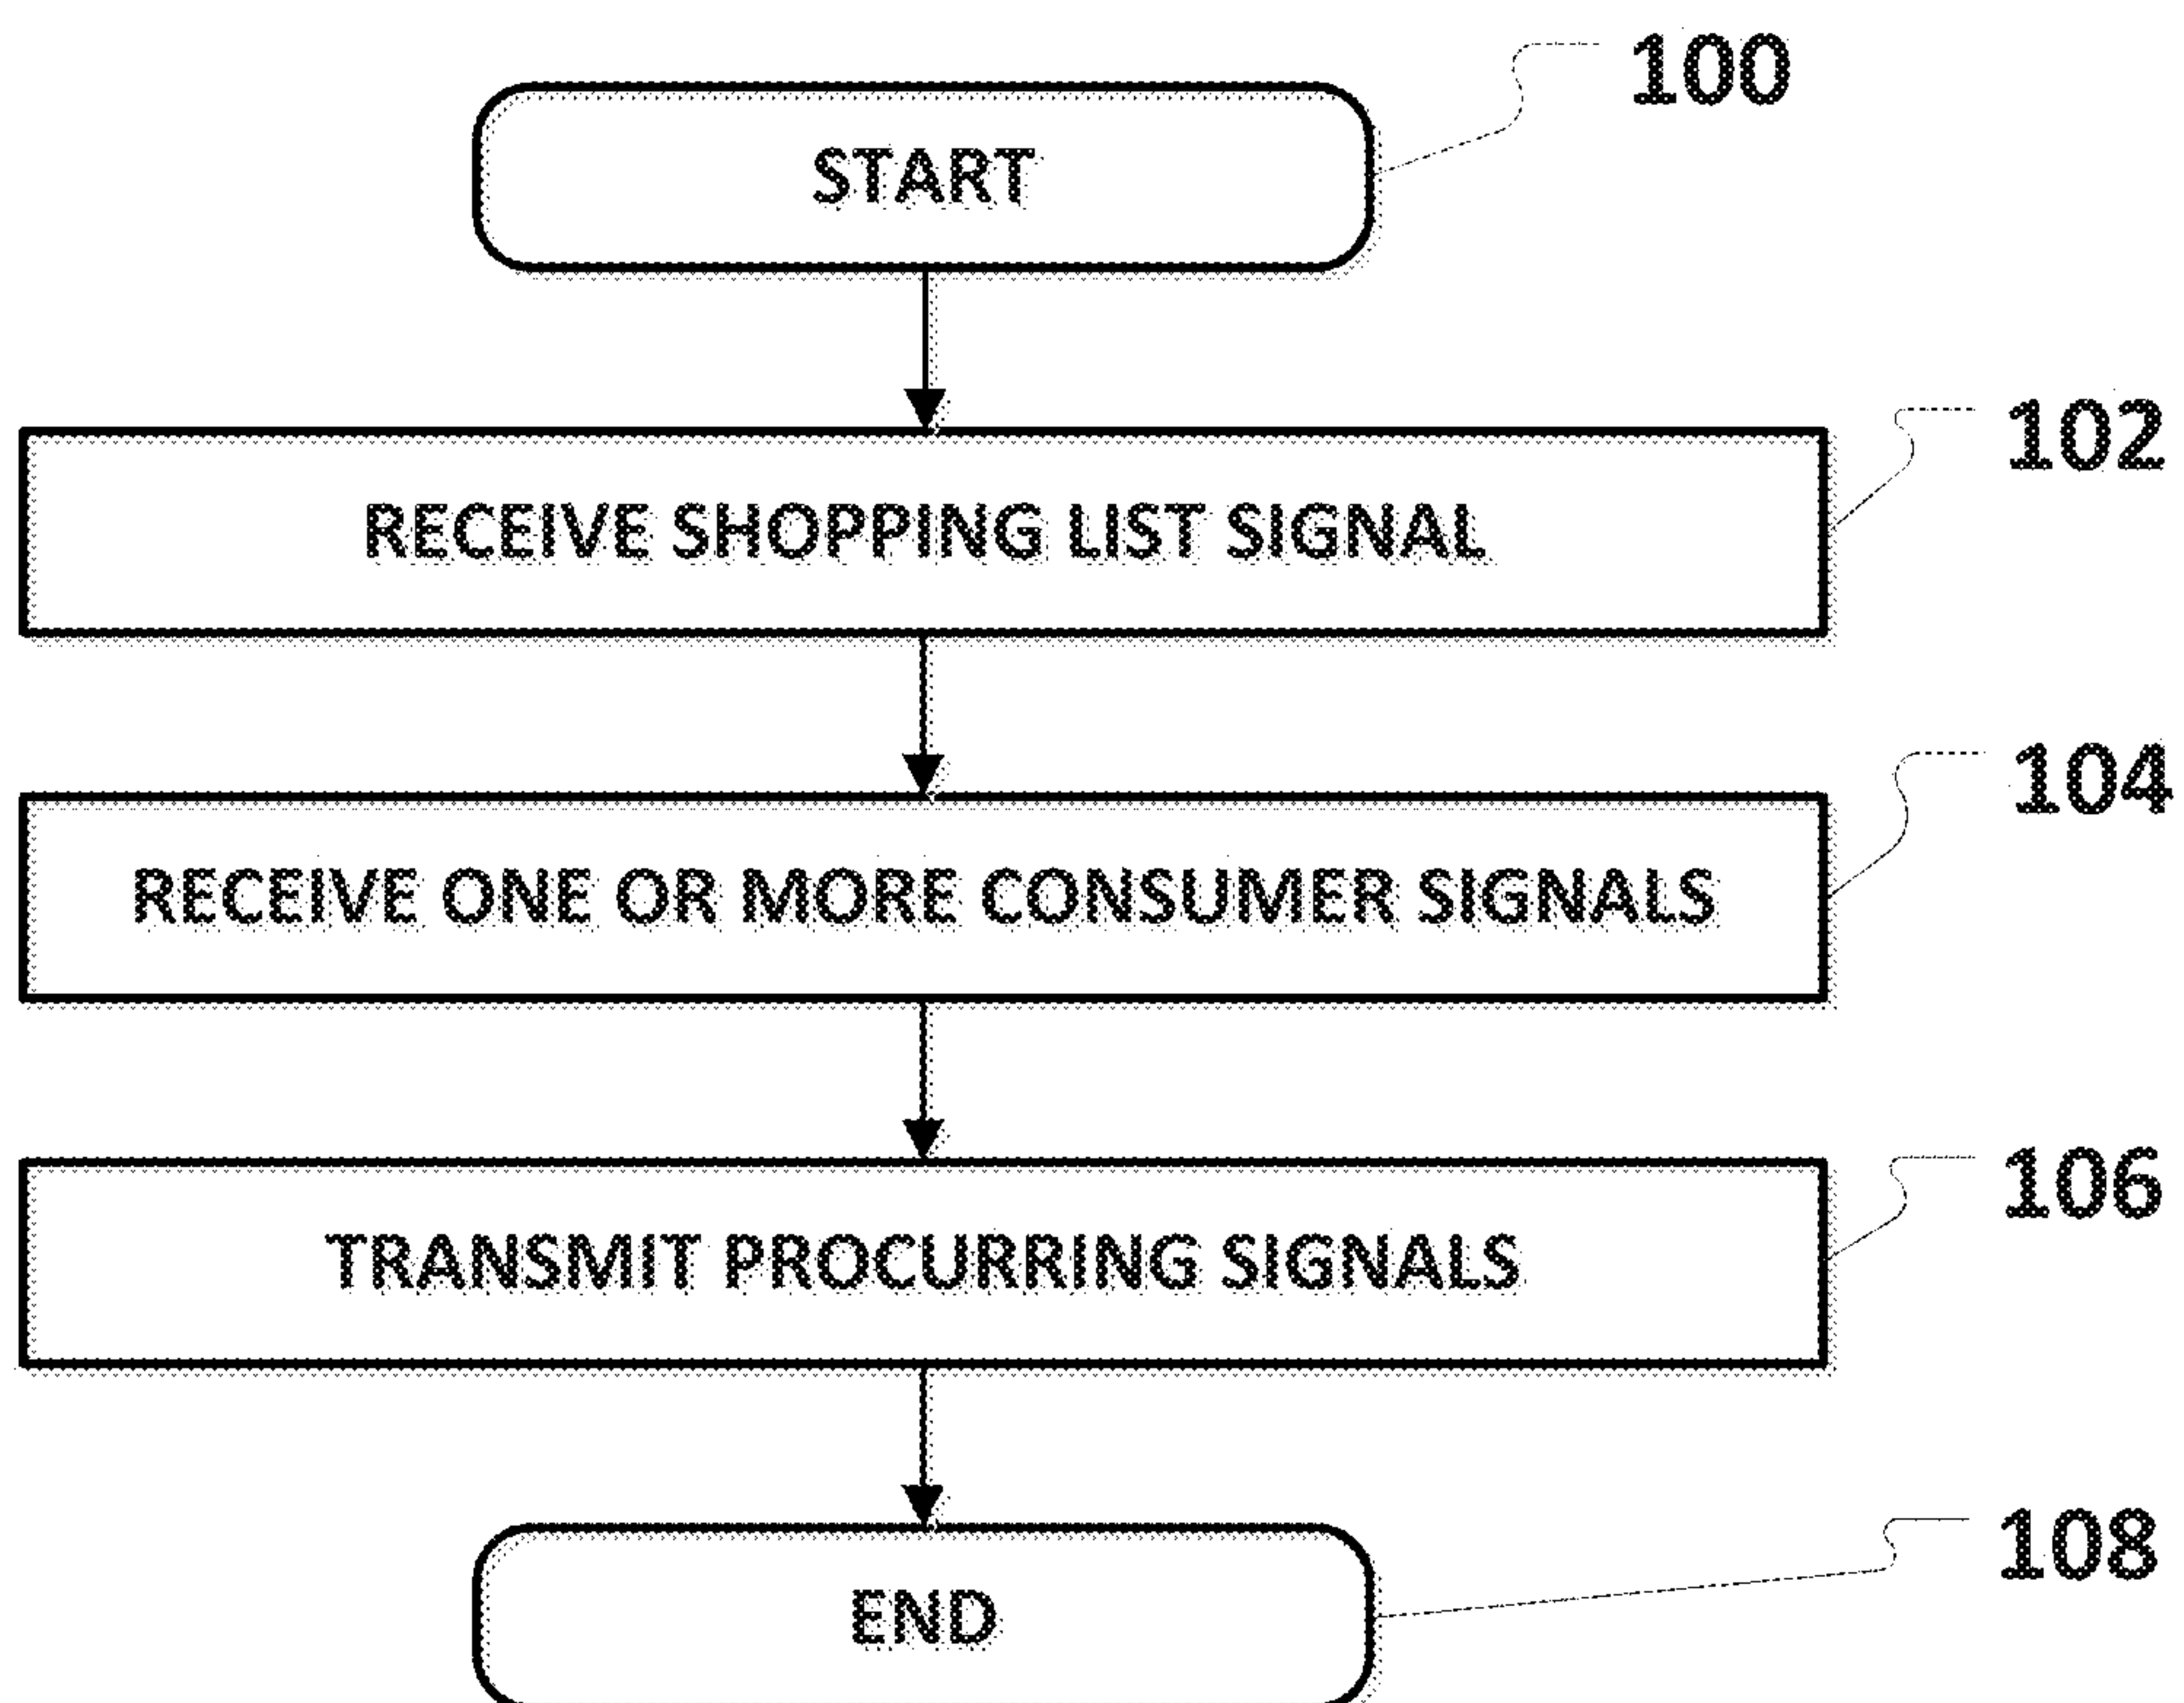 100
START
102
RECEIVE SHOPPING LIST SIGNAL
104
RECEIVE ONE OR MORE CONSUMER SIGNALS
106
TRANSMIT PROCURRING SIGNALS
108
END